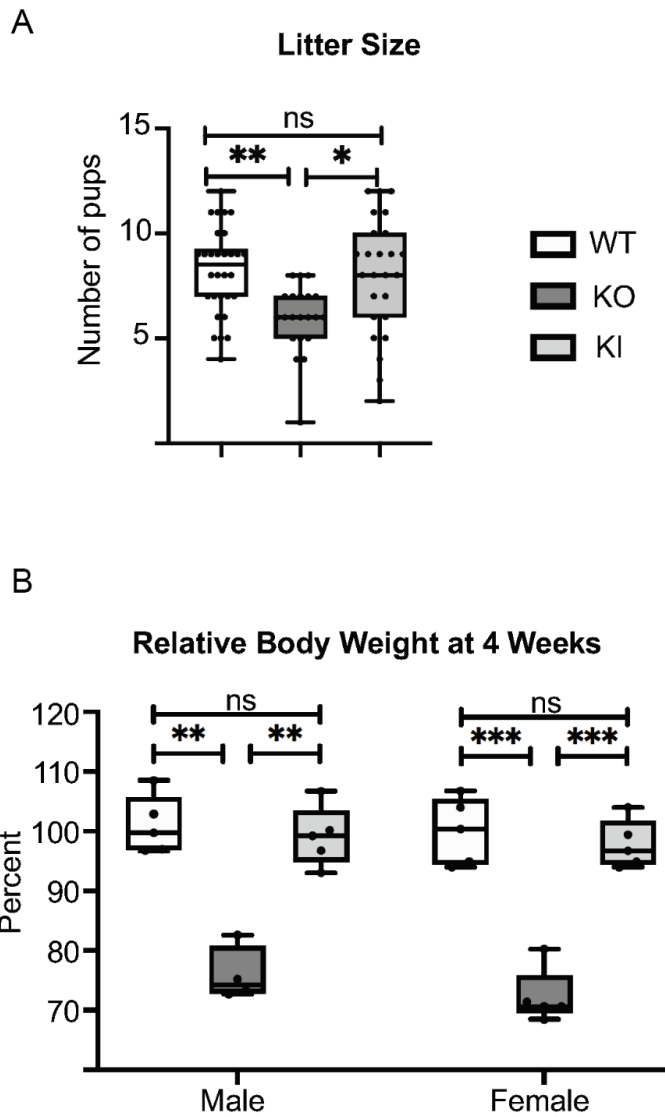 A
Litter Size
ns
** *
15
10
5
Number of pups
WT
KO
KI
B
Relative Body Weight at 4 Weeks
ns ns
** ** *** ***
120
110
100
90
80
70
Percent
Male Female